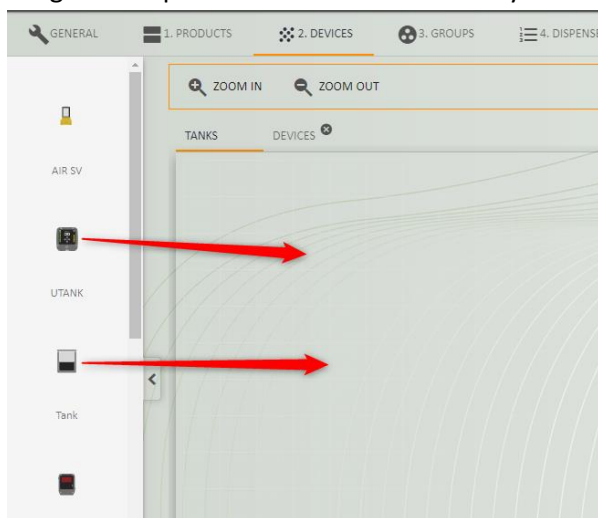 GENERAL
1. PRODUCTS
2. DEVICES
3. GROUPS
4. DISPENSE
ZOOM IN
ZOOM OUT
TANKS
DEVICES
AIR SV
UTANK
Tank